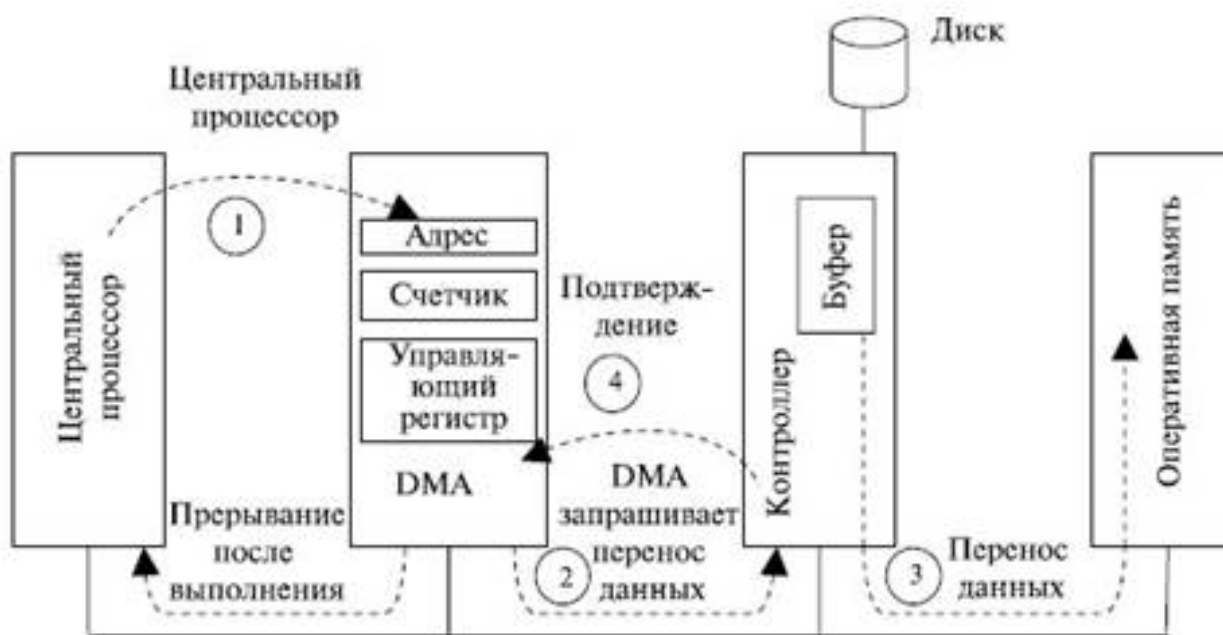 Диск
Центральный
процессор
Центральный
процессор
1
Адрес
Счетчик
Управля-
ющий
регистр
DMA
Подтверж-
дение
4
Буфер
Контроллер
Оперативная память
Прерывание
после
выполнения
DMA
запрашивает
перенос
данных
2
3
Перенос
данных